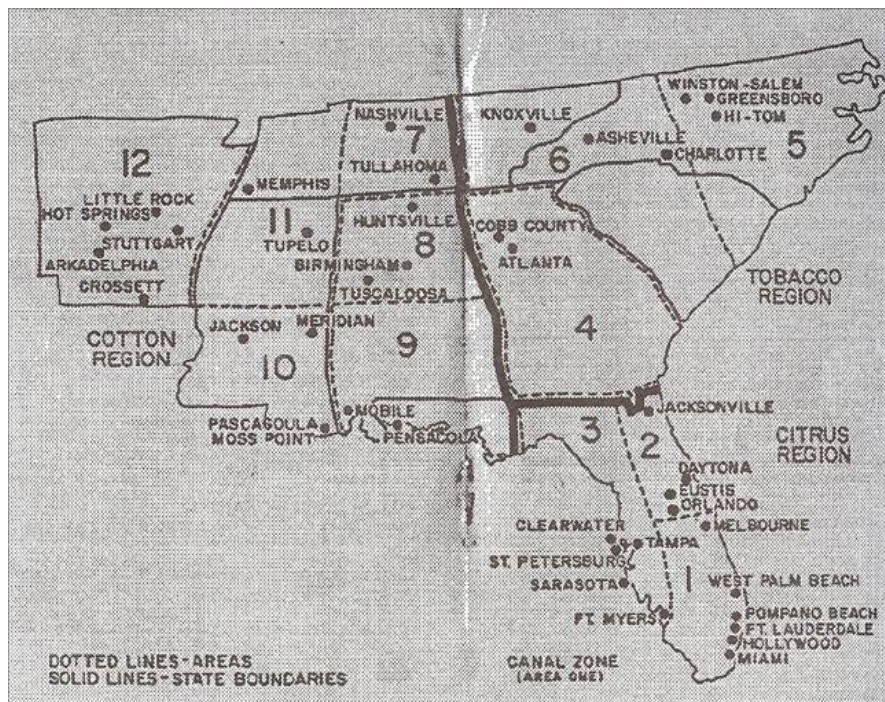 WINSTON-SALEM
NASHVILLE
KNOXVILLE
GREENSBORO
HI-TOM
5
7
ASHEVILLE
12
6
CHARLOTTE
TULLAHOMA
MEMPHIS
LITTLE ROCK
HOT SPRINGS
HUNTSVILLE
11
COBB COUNTY
STUTTGART
TUPELO
8
ATLANTA
ARKADELPHIA
BIRMINGHAM
CROSSETT
TUSCALOOSA
TOBACCO
REGION
COTTON
REGION
JACKSON
MERIDIAN
9
4
10
MOBILE
JACKSONVILLE
PASCAGOULA
MOSS POINT
PENSACOLA
3
2
CITRUS
REGION
DAYTONA
EUSTIS
ORLANDO
CLEARWATER
MELBOURNE
TAMPA
ST. PETERSBURG
SARASOTA
1
WEST PALM BEACH
FT. MYERS
POMPANO BEACH
FT. LAUDERDALE
HOLLYWOOD
MIAMI
DOTTED LINES-AREAS
SOLID LINES-STATE BOUNDARIES
CANAL ZONE
(AREA ONE)